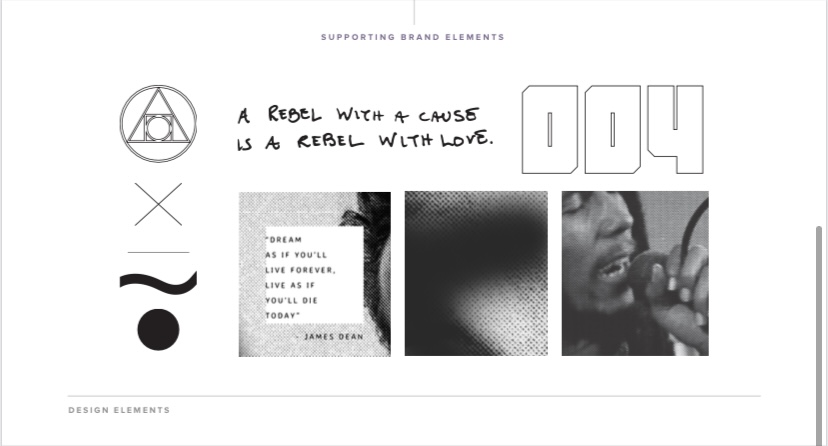 SUPPORTING BRAND ELEMENTS
A REBEL WITH A CAUSE
IS A REBEL WITH LOVE.
004
"DREAM
AS IF YOU'LL
LIVE FOREVER,
LIVE AS IF
YOU'LL DIE
TODAY"
- JAMES DEAN
DESIGN ELEMENTS